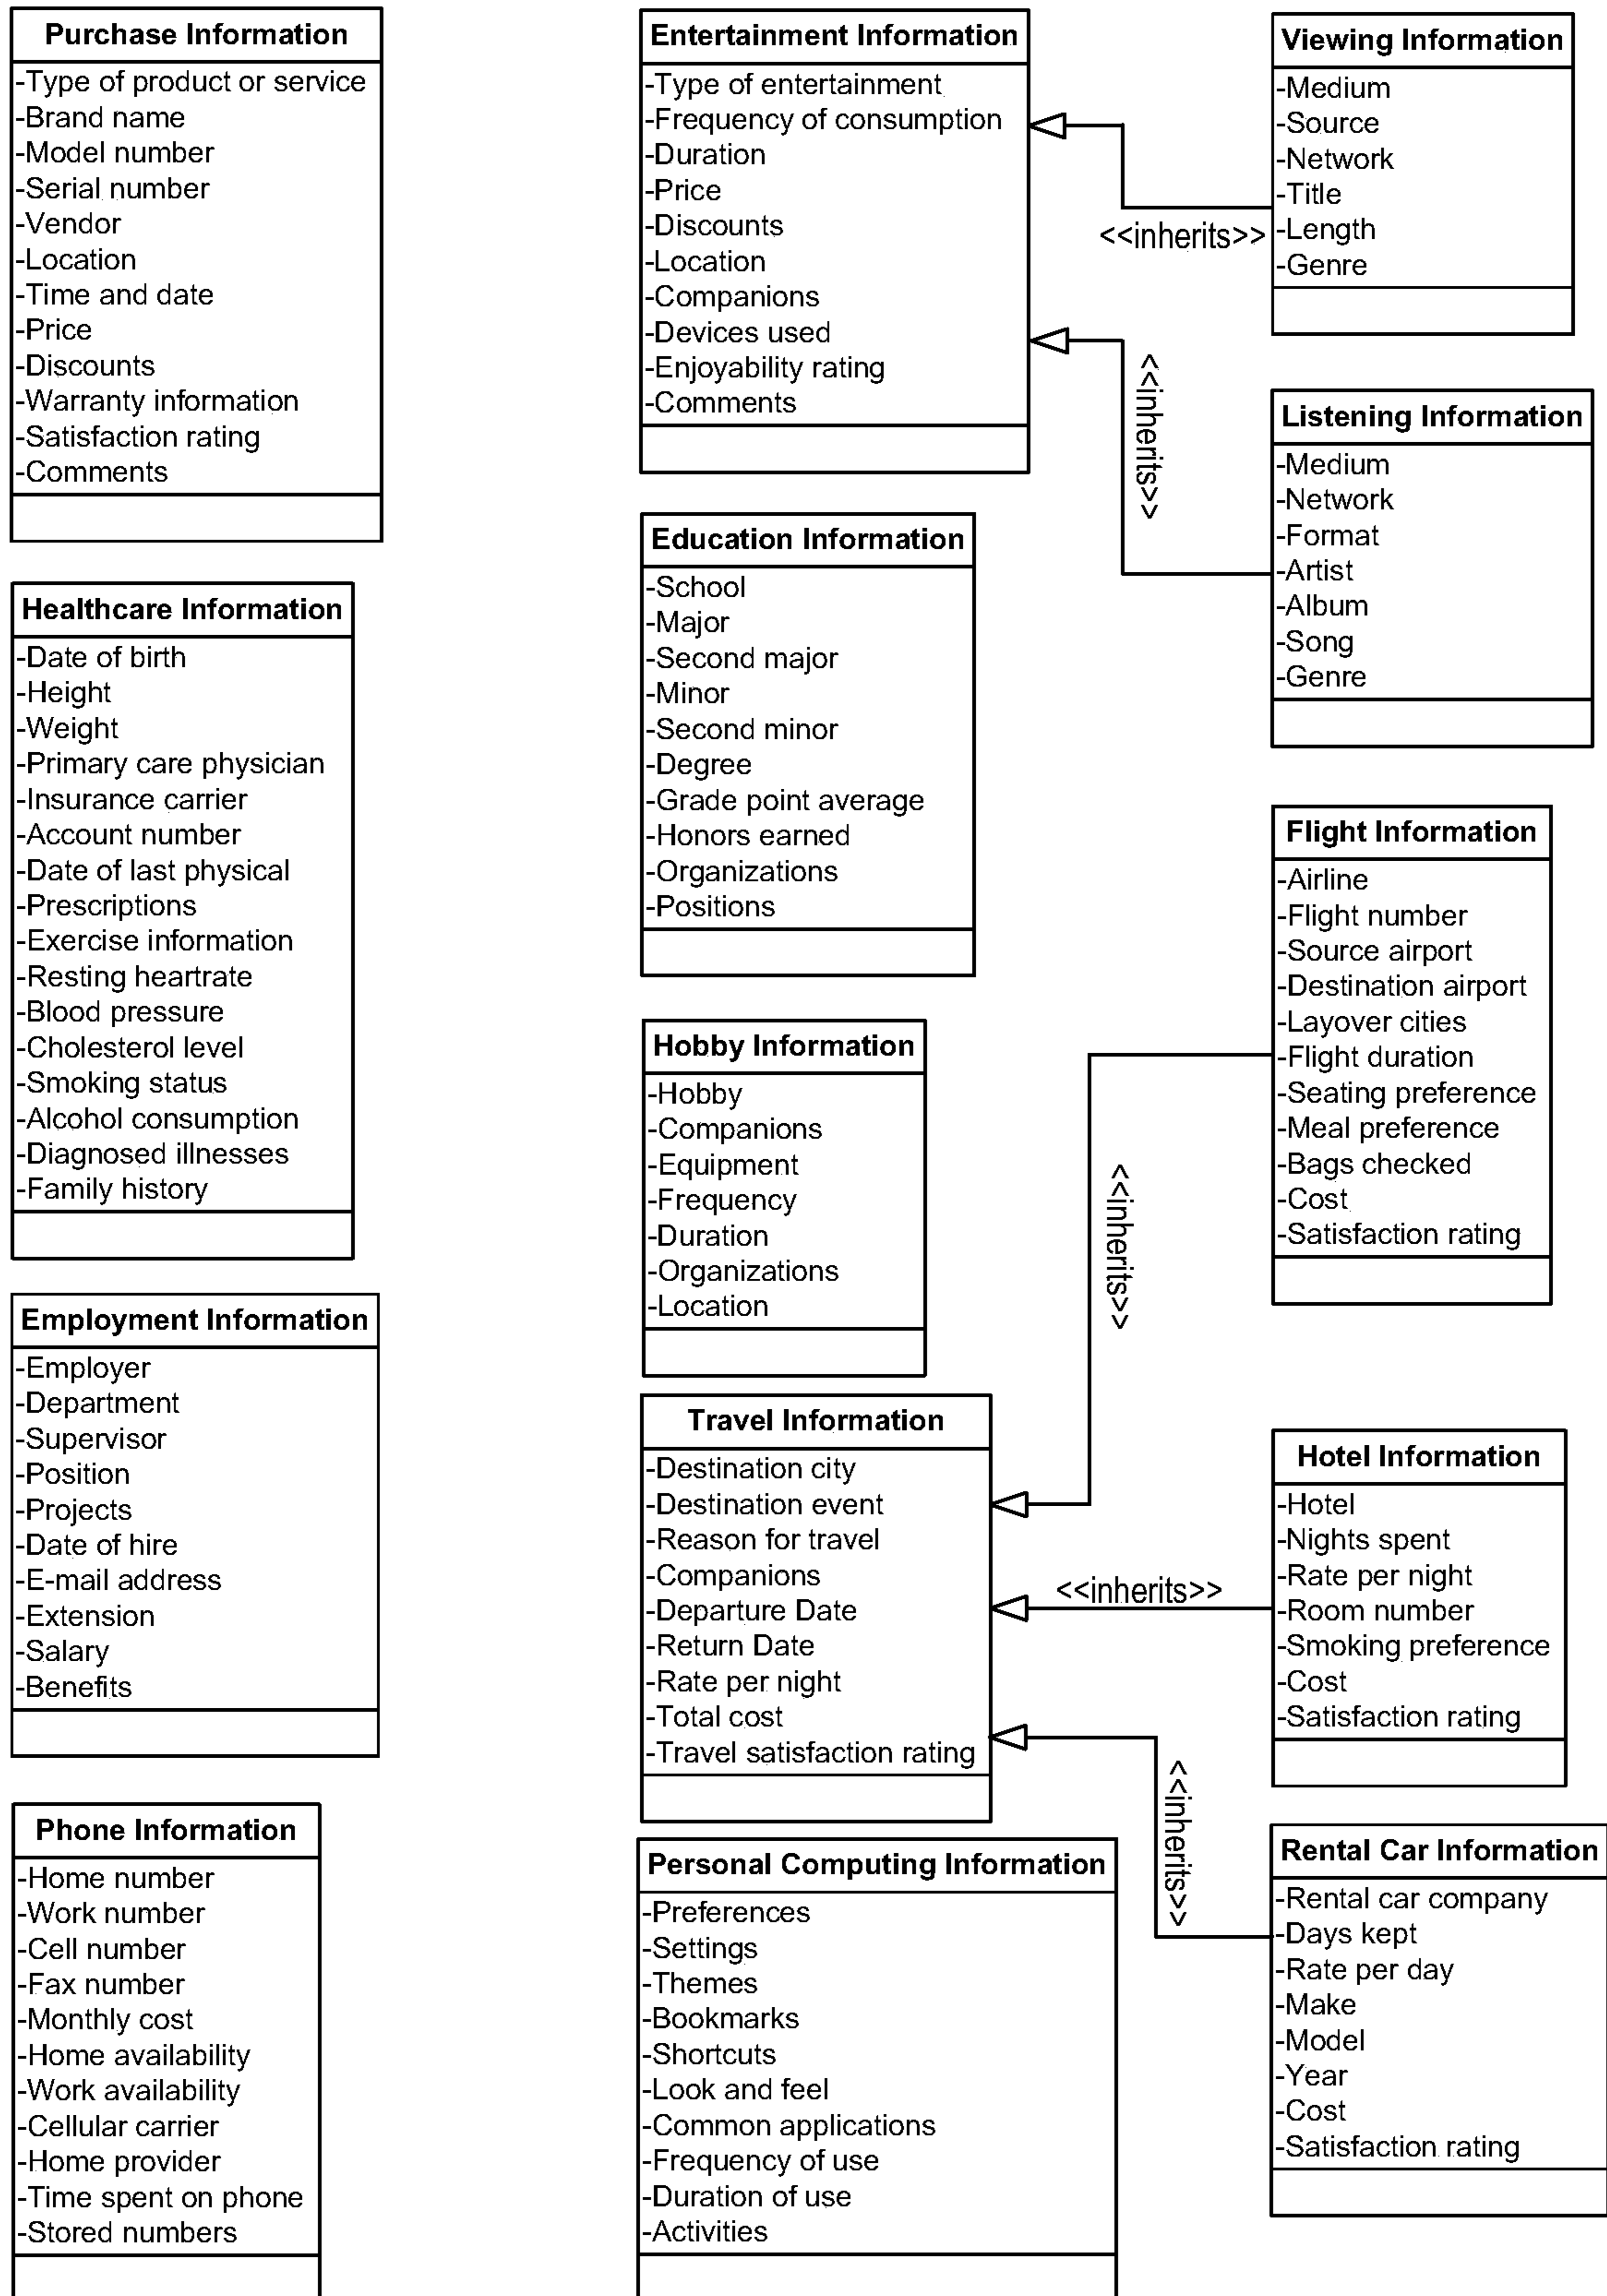 Purchase Information
-Type of product or service
-Brand name
-Model number
-Serial number
-Vendor
-Location
-Time and date
-Price
-Discounts
-Warranty information
-Satisfaction rating
-Comments
Healthcare Information
-Date of birth
-Height
-Weight
-Primary care physician
-Insurance carrier
-Account number
-Date of last physical
-Prescriptions
-Exercise information
-Resting heartrate
-Blood pressure
-Cholesterol level
-Smoking status
-Alcohol consumption
-Diagnosed illnesses
-Family history
Employment Information
-Employer
-Department
-Supervisor
-Position
-Projects
-Date of hire
-E-mail address
-Extension
-Salary
-Benefits
Phone Information
-Home number
-Work number
-Cell number
-Fax number
-Monthly cost
-Home availability
-Work availability
-Cellular carrier
-Home provider
-Time spent on phone
-Stored numbers
Entertainment Information
-Type of entertainment
-Frequency of consumption
-Duration
-Price
-Discounts
-Location
-Companions
-Devices used
-Enjoyability rating
-Comments
Education Information
-School
-Major
-Second major
-Minor
-Second minor
-Degree
-Grade point average
-Honors earned
-Organizations
-Positions
Hobby Information
-Hobby
-Companions
-Equipment
-Frequency
-Duration
-Organizations
-Location
Travel Information
-Destination city
-Destination event
-Reason for travel
-Companions
-Departure Date
-Return Date
-Rate per night
-Total cost
-Travel satisfaction rating
Personal Computing Information
-Preferences
-Settings
-Themes
-Bookmarks
-Shortcuts
-Look and feel
-Common applications
-Frequency of use
-Duration of use
-Activities
<<inherits>>
<<inherits>>
<<inherits>>
<<inherits>>
<<inherits>>
Viewing Information
-Medium
-Source
-Network
-Title
-Length
-Genre
Listening Information
-Medium
-Network
-Format
-Artist
-Album
-Song
-Genre
Flight Information
-Airline
-Flight number
-Source airport
-Destination airport
-Layover cities
-Flight duration
-Seating preference
-Meal preference
-Bags checked
-Cost
-Satisfaction rating
Hotel Information
-Hotel
-Nights spent
-Rate per night
-Room number
-Smoking preference
-Cost
-Satisfaction rating
Rental Car Information
-Rental car company
-Days kept
-Rate per day
-Make
-Model
-Year
-Cost
-Satisfaction rating